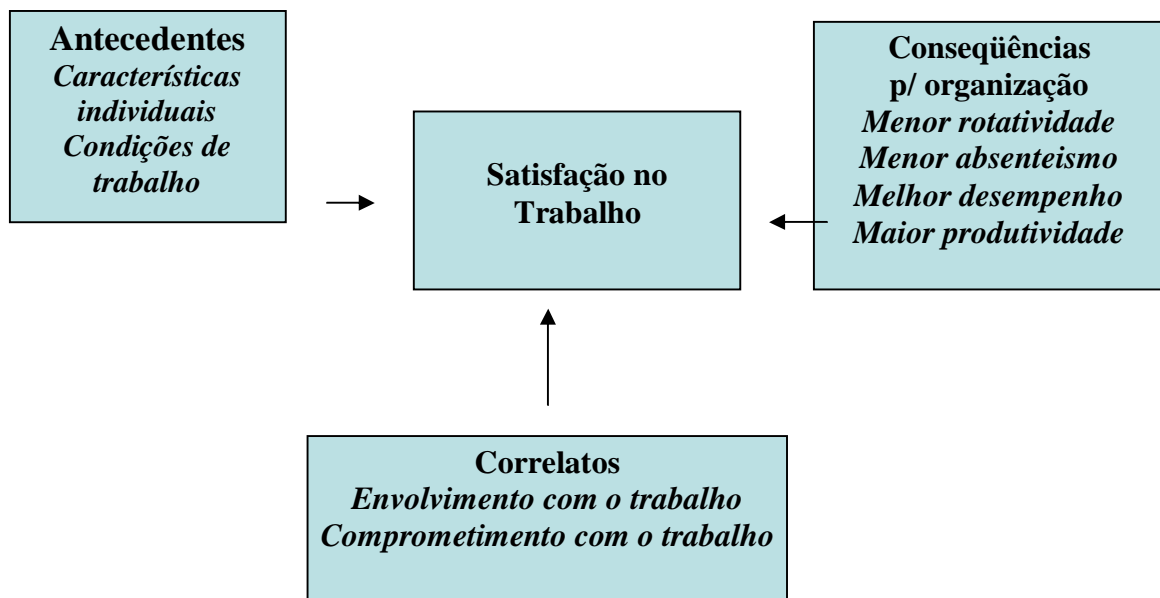 Antecedentes
Características
individuais
Condições de
trabalho
Satisfação no
Trabalho
Conseqüências
p/ organização
Menor rotatividade
Menor absenteismo
Melhor desempenho
Maior produtividade
Correlatos
Envolvimento com o trabalho
Comprometimento com o trabalho